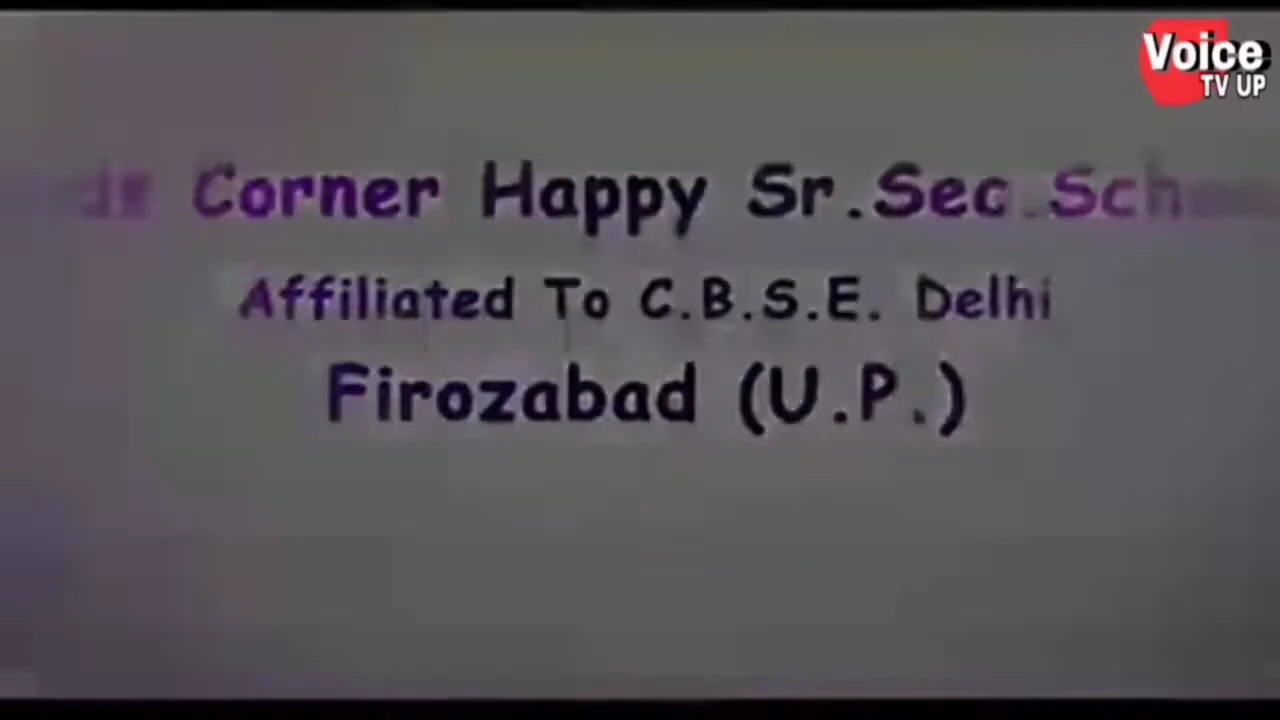 Voice
TV UP
Corner Happy Sr.Sec.
Affiliated To C.B.S.E. Delhi
Firozabad (U.P.)